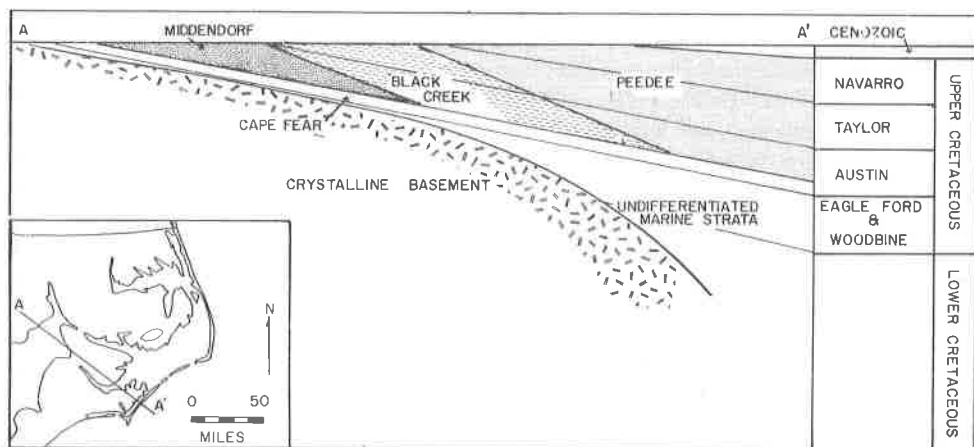 A
MIDDENDORF
A'
CENOZOIC
BLACK
CREEK
PEEDEE
NAVARRO
CAPE FEAR
TAYLOR
CRYSTALLINE BASEMENT
AUSTIN
UNDIFFERENTIATED
MARINE STRATA
EAGLE FORD
&
WOODBINE
UPPER CRETACEOUS
LOWER CRETACEOUS
A
A'
N
0 50
MILES